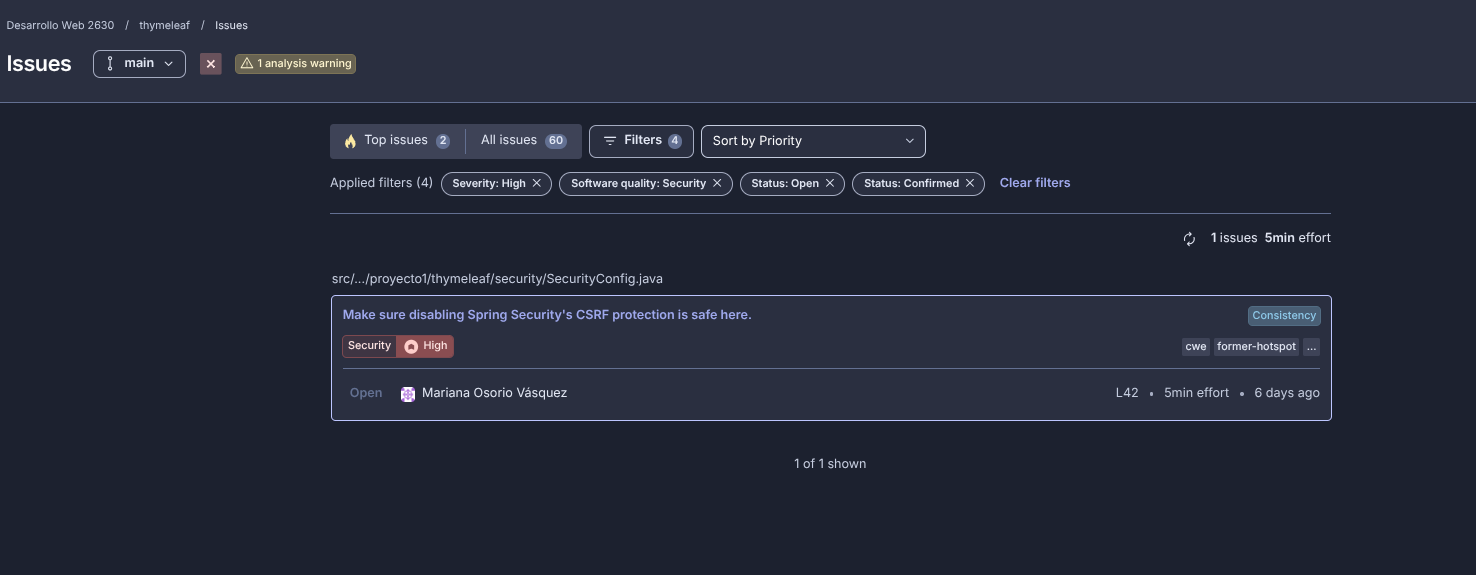 Desarrollo Web 2630 / thymeleaf / Issues
Issues main 1 analysis warning
Top issues 2 All issues 60 Filters 4 Sort by Priority
Applied filters (4) Severity: High Software quality: Security Status: Open Status: Confirmed Clear filters
1 issues 5min effort
src/.../proyecto1/thymeleaf/security/SecurityConfig.java
Make sure disabling Spring Security's CSRF protection is safe here. Consistency
Security High cwe former-hotspot ...
Open Mariana Osorio Vásquez L42 • 5min effort • 6 days ago
1 of 1 shown